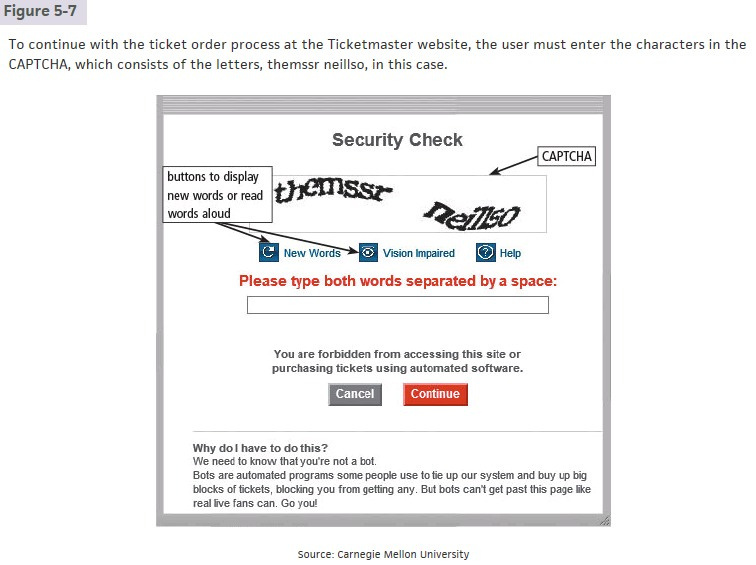 Figure 5-7
To continue with the ticket order process at the Ticketmaster website, the user must enter the characters in the
CAPTCHA, which consists of the letters, themssr neillso, in this case.
Security Check
CAPTCHA
buttons to display
new words or read
words aloud
themssr neillso
New Words Vision Impaired Help
Please type both words separated by a space:
You are forbidden from accessing this site or
purchasing tickets using automated software.
Cancel Continue
Why do I have to do this?
We need to know that you're not a bot.
Bots are automated programs some people use to tie up our system and buy up big
blocks of tickets, blocking you from getting any. But bots can't get past this page like
real live fans can. Go you!
Source: Carnegie Mellon University